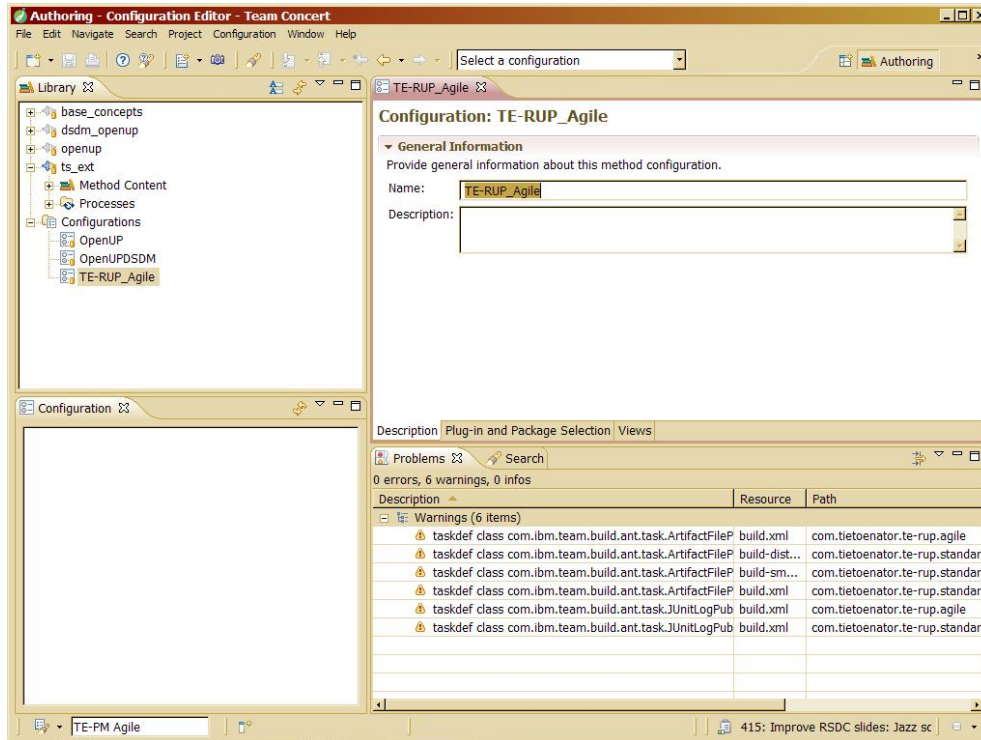 Authoring - Configuration Editor - Team Concert
File Edit Navigate Search Project Configuration Window Help
Select a configuration
Authoring
Library
base_concepts
dsdm_openup
openup
ts_ext
Method Content
Processes
Configurations
OpenUP
OpenUPDSDM
TE-RUP_Agile
TE-RUP_Agile
Configuration: TE-RUP_Agile
General Information
Provide general information about this method configuration.
Name: TE-RUP_Agile
Description:
Description Plug-in and Package Selection Views
Configuration
Problems Search
0 errors, 6 warnings, 0 infos
Description Resource Path
Warnings (6 items)
taskdef class com.ibm.team.build.ant.task.ArtifactFileP build.xml com.tietoenator.te-rup.agile
taskdef class com.ibm.team.build.ant.task.ArtifactFileP build-dist... com.tietoenator.te-rup.standar
taskdef class com.ibm.team.build.ant.task.ArtifactFileP build-sm... com.tietoenator.te-rup.standar
taskdef class com.ibm.team.build.ant.task.ArtifactFileP build.xml com.tietoenator.te-rup.standar
taskdef class com.ibm.team.build.ant.task.JUnitLogPub build.xml com.tietoenator.te-rup.agile
taskdef class com.ibm.team.build.ant.task.JUnitLogPub build.xml com.tietoenator.te-rup.standar
TE-PM Agile
415: Improve RSDC slides: Jazz sc